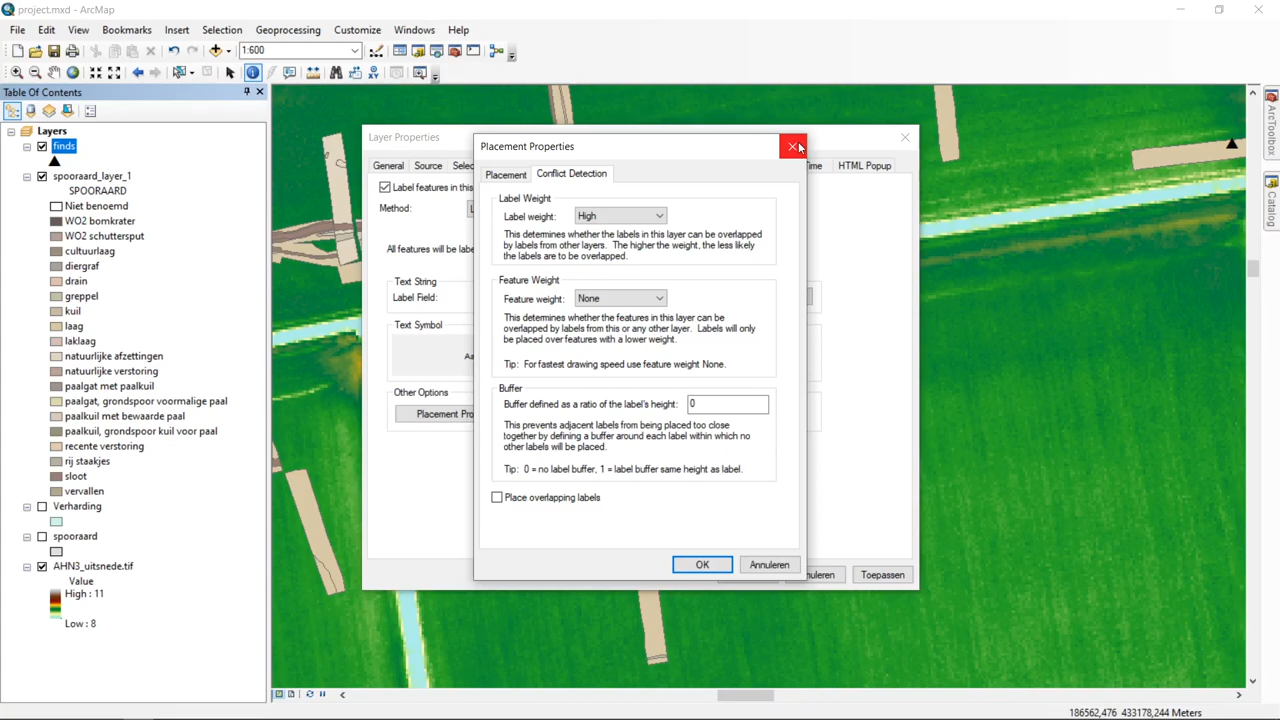 project.mxd - ArcMap
File Edit View Bookmarks Insert Selection Geoprocessing Customize Windows Help
1:600
Table Of Contents
Layers
finds
spooraard_layer_1
SPOORAARD
Niet benoemd
WO2 bomkrater
WO2 schuttersput
cultuurlaag
diergraf
drain
greppel
kuil
laag
laklaag
natuurlijke afzettingen
natuurlijke verstoring
paalgat met paalkuil
paalgat, grondspoor voormalige paal
paalkuil met bewaarde paal
paalkuil, grondspoor kuil voor paal
recente verstoring
rij staakjes
sloot
vervallen
Verharding
spooraard
AHN3_uitsnede.tif
Value
High : 11
Low : 8
Layer Properties
General Source Selec
HTML Popup
Label features in this
Method:
All features will be labe
Text String
Label Field:
Text Symbol
Aa
Other Options
Placement Pro
Toepassen
Placement Properties
Placement Conflict Detection
Label Weight
Label weight: High
This determines whether the labels in this layer can be overlapped
by labels from other layers. The higher the weight, the less likely
the labels are to be overlapped.
Feature Weight
Feature weight: None
This determines whether the features in this layer can be
overlapped by labels from this or any other layer. Labels will only
be placed over features with a lower weight.
Tip: For fastest drawing speed use feature weight None.
Buffer
Buffer defined as a ratio of the label's height: 0
This prevents adjacent labels from being placed too close
together by defining a buffer around each label within which no
other labels will be placed.
Tip: 0 = no label buffer, 1 = label buffer same height as label.
Place overlapping labels
OK Annuleren
ArcToolbox
Catalog
186562,476 433178,244 Meters